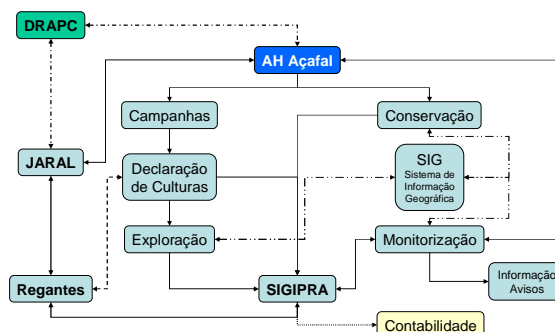 DRAPC
AH Açafal
Campanhas
Conservação
JARAL
Declaração
de Culturas
SIG
Sistema de
Informação
Geográfica
Exploração
Monitorização
Regantes
SIGIPRA
Informação
Avisos
Contabilidade